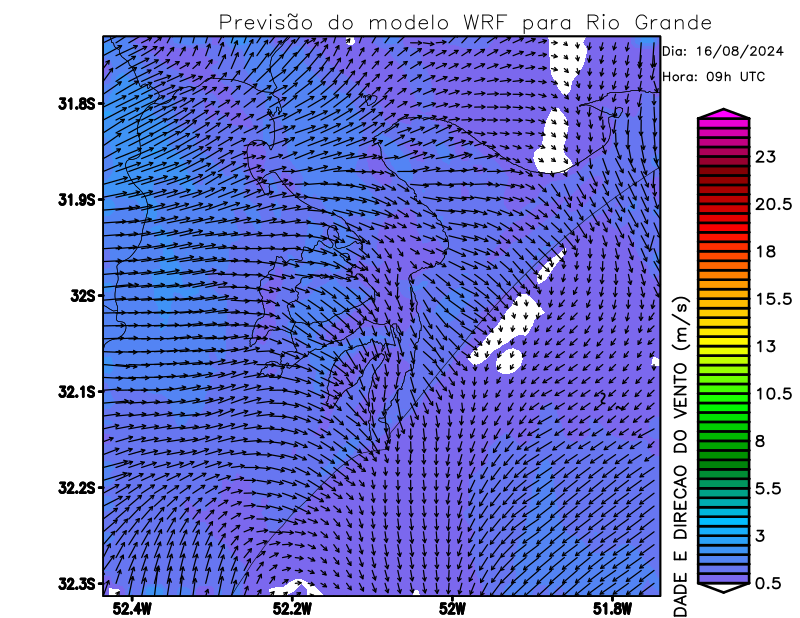 Previsão do modelo WRF para Rio Grande
Dia: 16/08/2024
Hora: 09h UTC
31.8S
31.9S
32S
32.1S
32.2S
32.3S
52.4W
52.2W
52W
51.8W
23
20.5
18
15.5
13
10.5
8
5.5
3
0.5
DADE E DIRECAO DO VENTO (m/s)